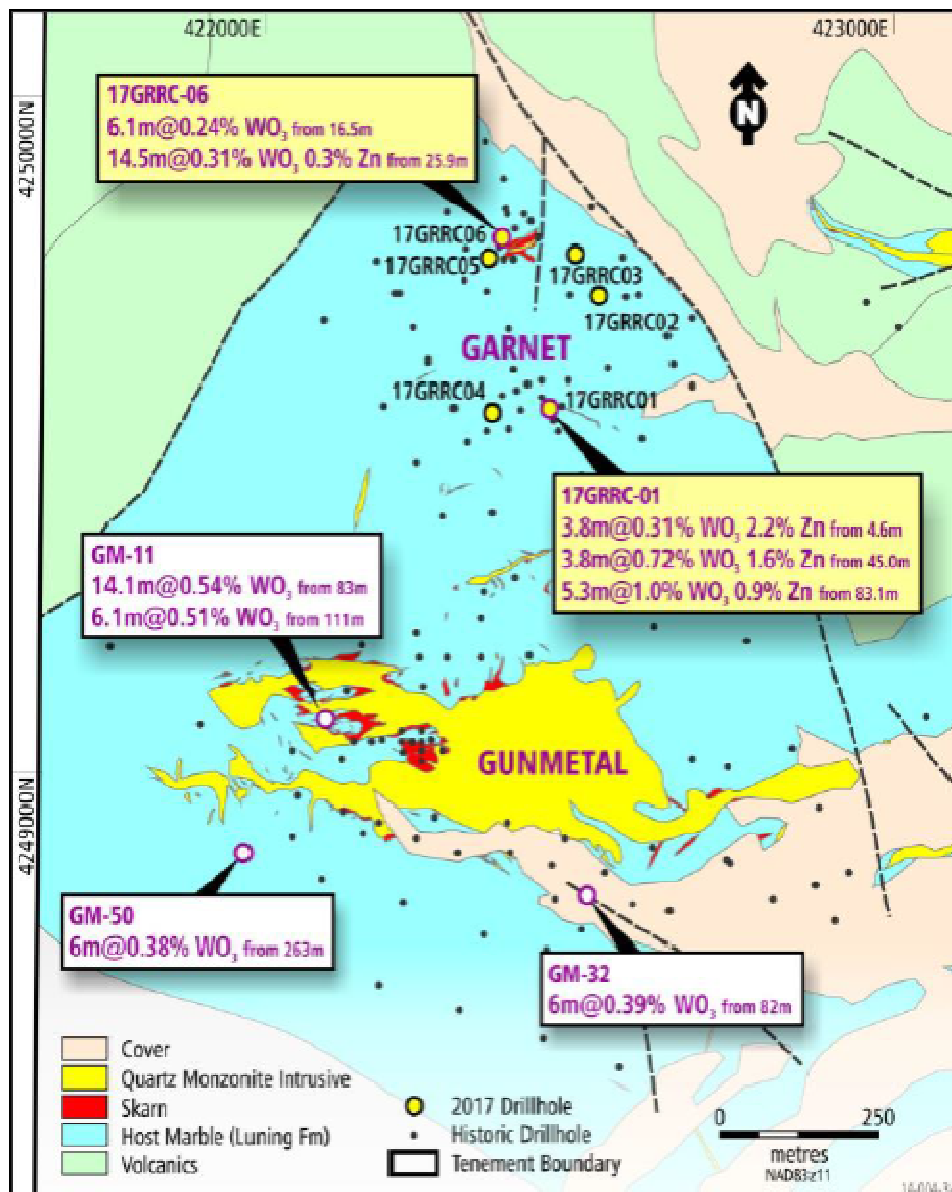 422000E
423000E
4250000N
4249000N
N
17GRRC-06
6.1m@0.24% WO₃ from 16.5m
14.5m@0.31% WO₃ 0.3% Zn from 25.9m
17GRRC06
17GRRC05
17GRRC03
17GRRC02
GARNET
17GRRC04
17GRRC01
17GRRC-01
3.8m@0.31% WO₃ 2.2% Zn from 4.6m
3.8m@0.72% WO₃ 1.6% Zn from 45.0m
5.3m@1.0% WO₃ 0.9% Zn from 83.1m
GM-11
14.1m@0.54% WO₃ from 83m
6.1m@0.51% WO₃ from 111m
GUNMETAL
GM-50
6m@0.38% WO₃ from 263m
GM-32
6m@0.39% WO₃ from 82m
Cover
Quartz Monzonite Intrusive
Skarn
Host Marble (Luning Fm)
Volcanics
2017 Drillhole
Historic Drillhole
Tenement Boundary
0 250
metres
NAD83:z11